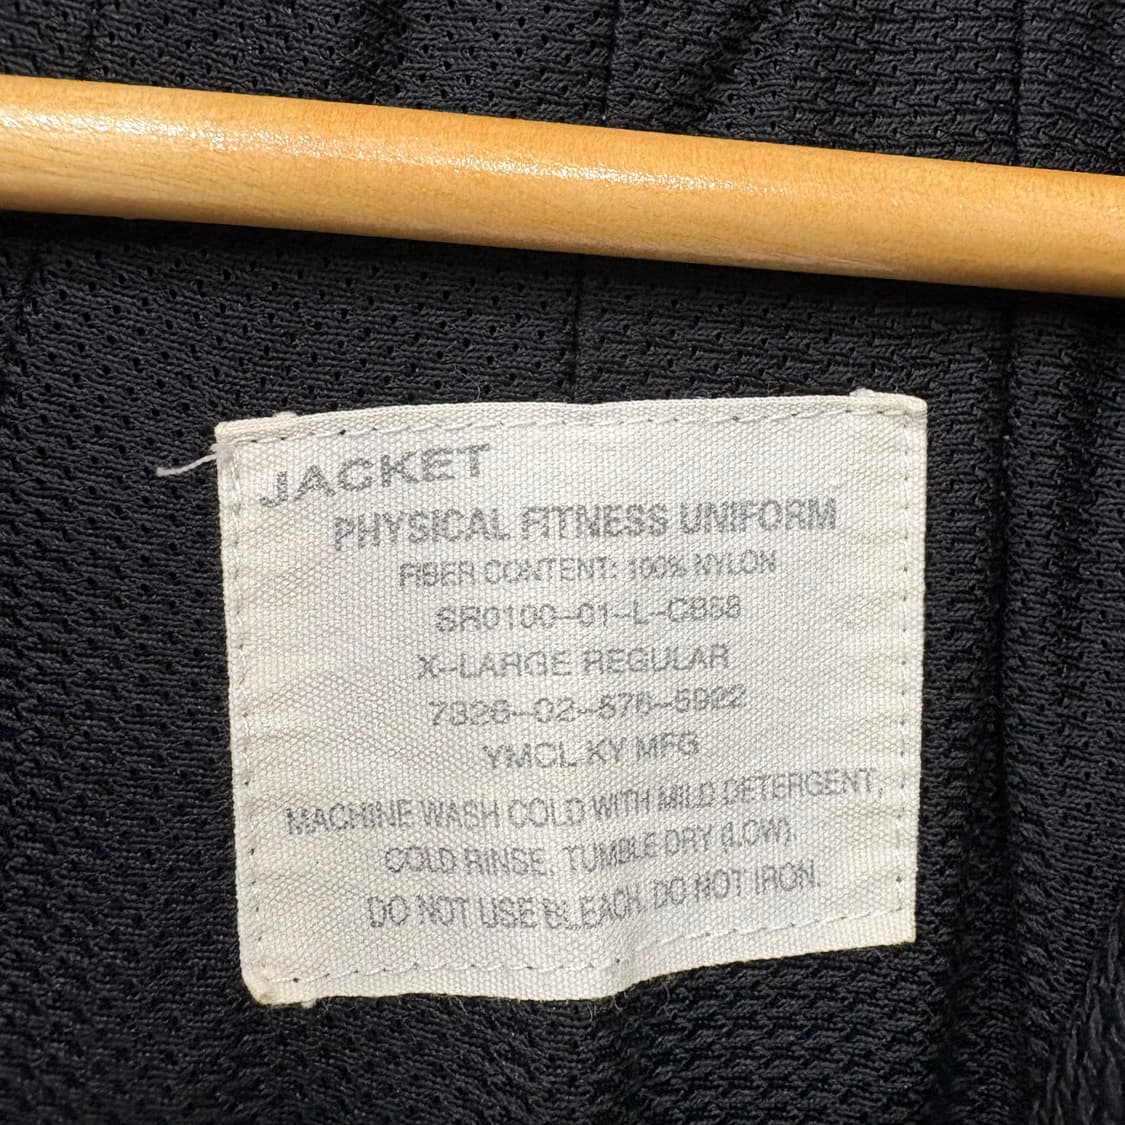 JACKET
PHYSICAL FITNESS UNIFORM
FIBER CONTENT: 100% NYLON
SR0100-01-L-CB58
X-LARGE REGULAR
7326-02-576-5922
YMCL KY MFG
MACHINE WASH COLD WITH MILD DETERGENT,
COLD RINSE. TUMBLE DRY (LOW).
DO NOT USE BLEACH. DO NOT IRON.